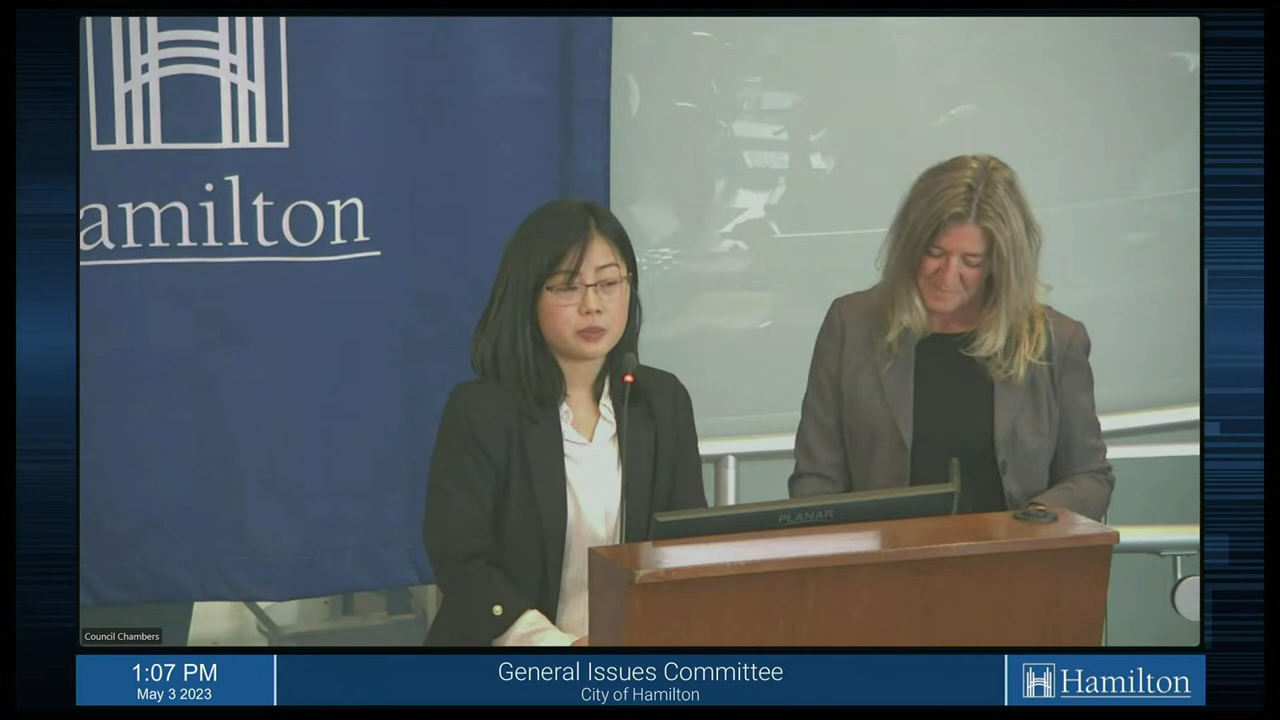 amilton
PLANAR
Council Chambers
1:07 PM
May 3 2023
General Issues Committee
City of Hamilton
Hamilton